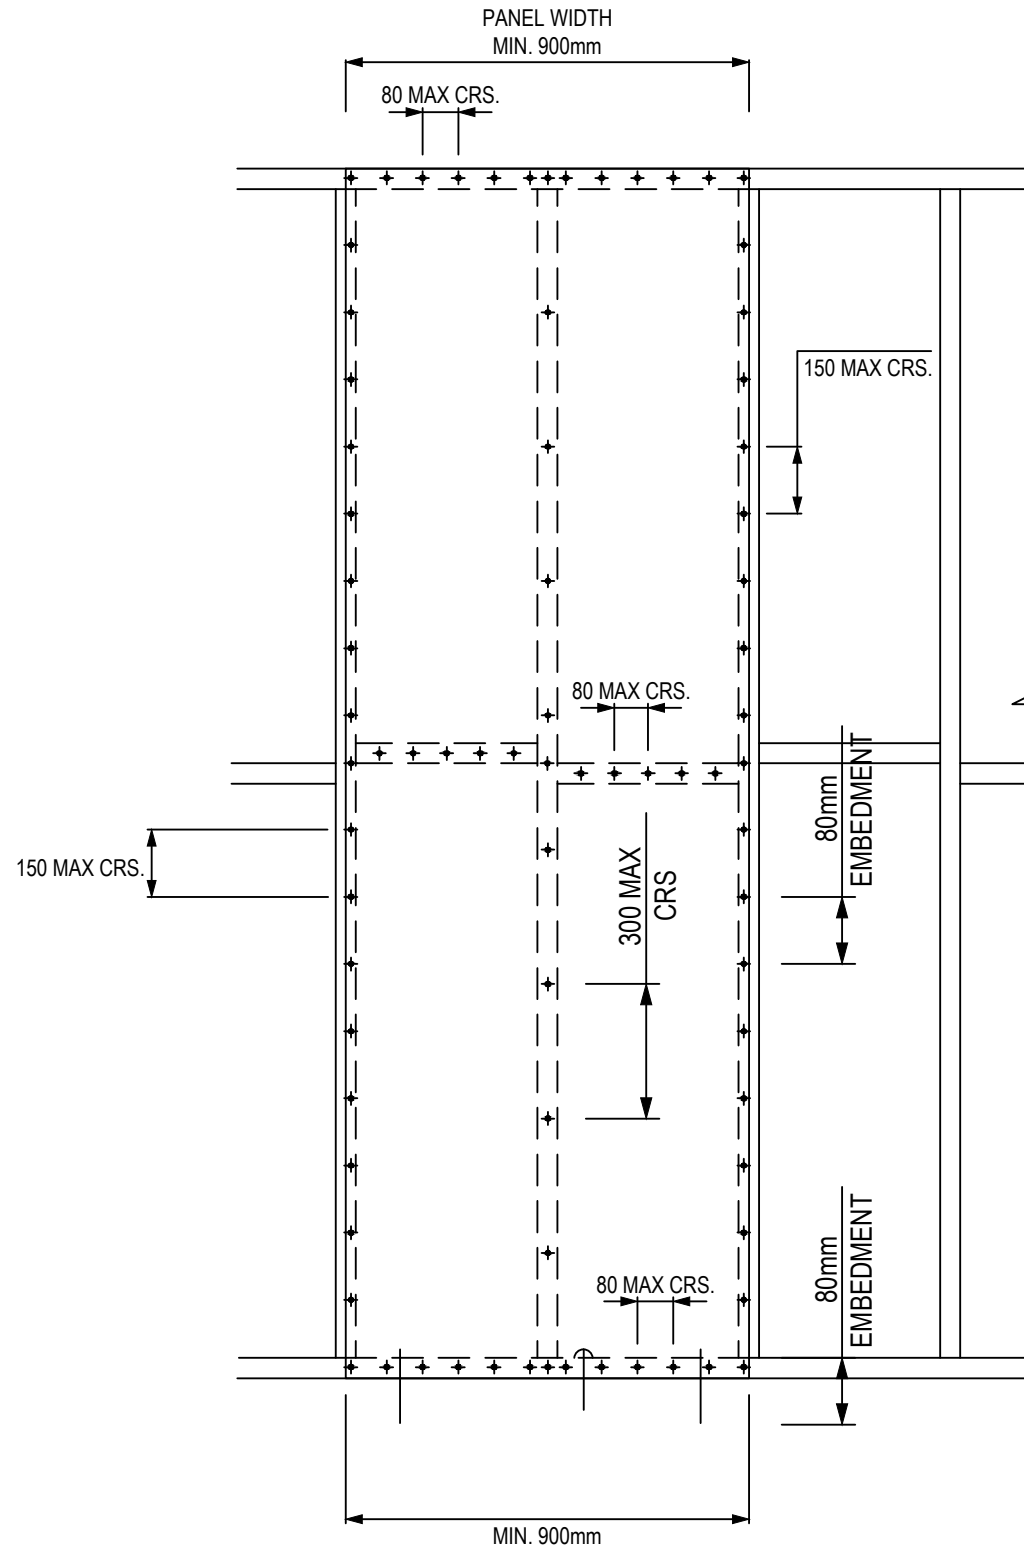 PANEL WIDTH
MIN. 900mm
80 MAX CRS.
150 MAX CRS.
80 MAX CRS.
80mm
EMBEDMENT
150 MAX CRS.
300 MAX
CRS
80mm
EMBEDMENT
80 MAX CRS.
MIN. 900mm